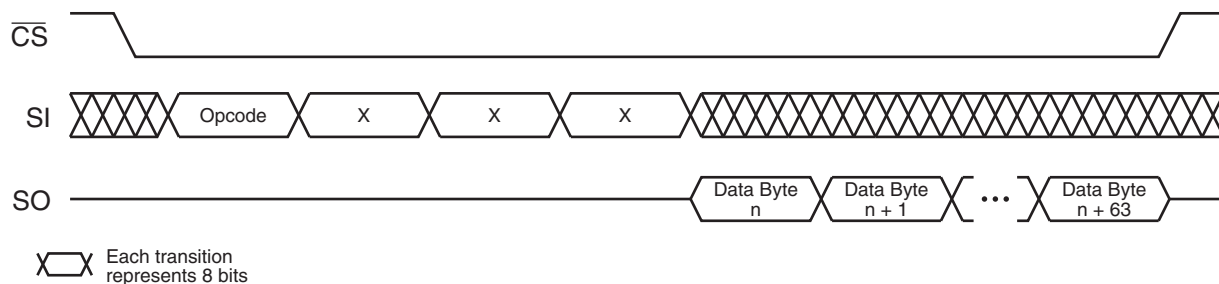 CS
SI
Opcode
X
X
X
SO
Data Byte
n
Data Byte
n + 1
•••
Data Byte
n + 63
Each transition
represents 8 bits